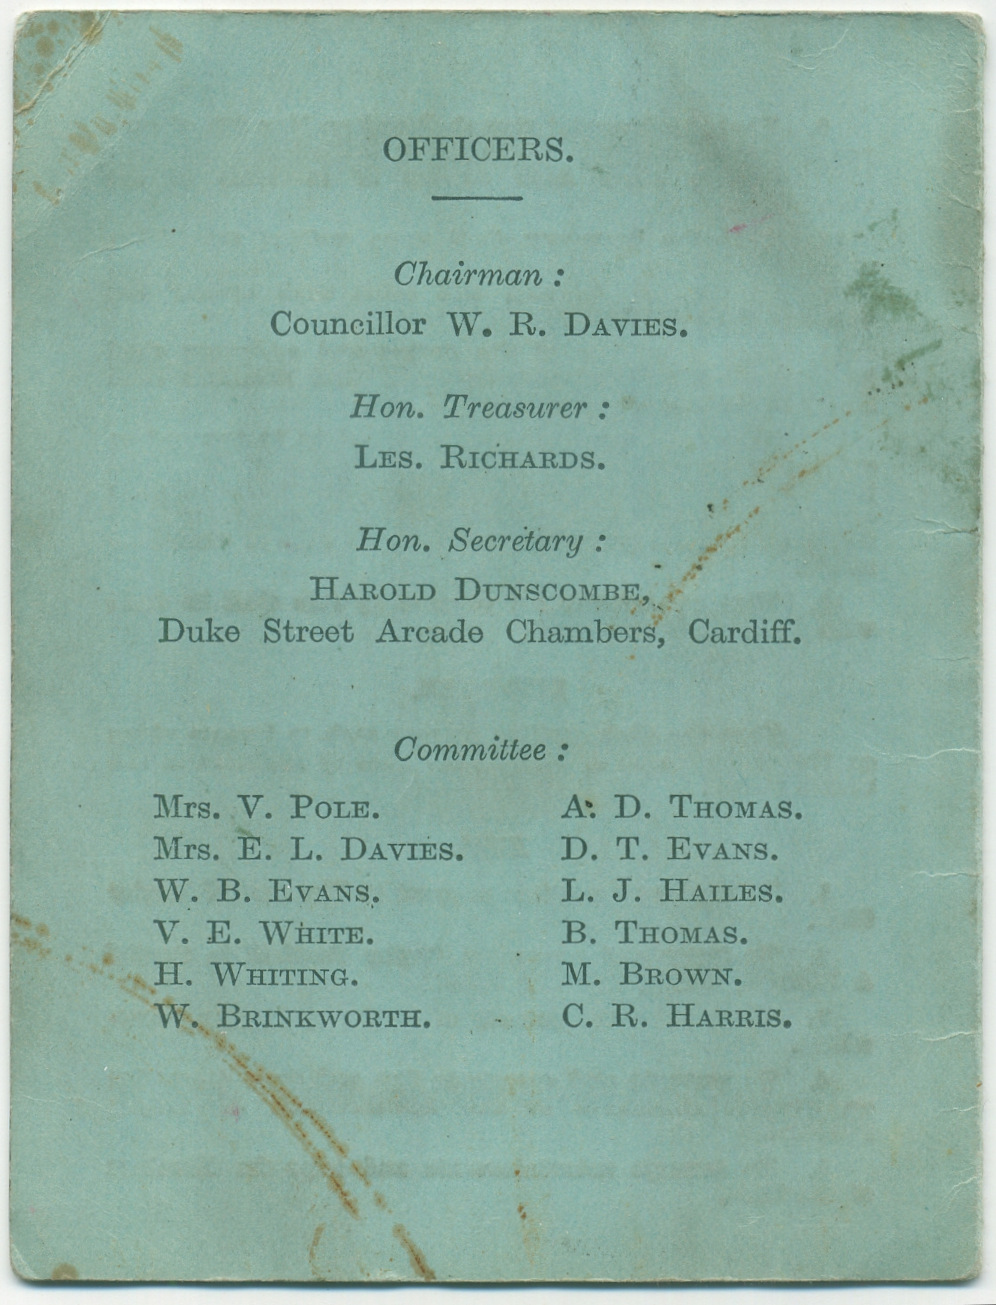 OFFICERS.
Chairman :
Councillor W. R. DAVIES.
Hon. Treasurer :
LES. RICHARDS.
Hon. Secretary :
HAROLD DUNSCOMBE,
Duke Street Arcade Chambers, Cardiff.
Committee :
Mrs. V. POLE.
Mrs. E. L. DAVIES.
W. B. EVANS.
V. E. WHITE.
H. WHITING.
W. BRINKWORTH.
A. D. THOMAS.
D. T. EVANS.
L. J. HAILES.
B. THOMAS.
M. BROWN.
C. R. HARRIS.